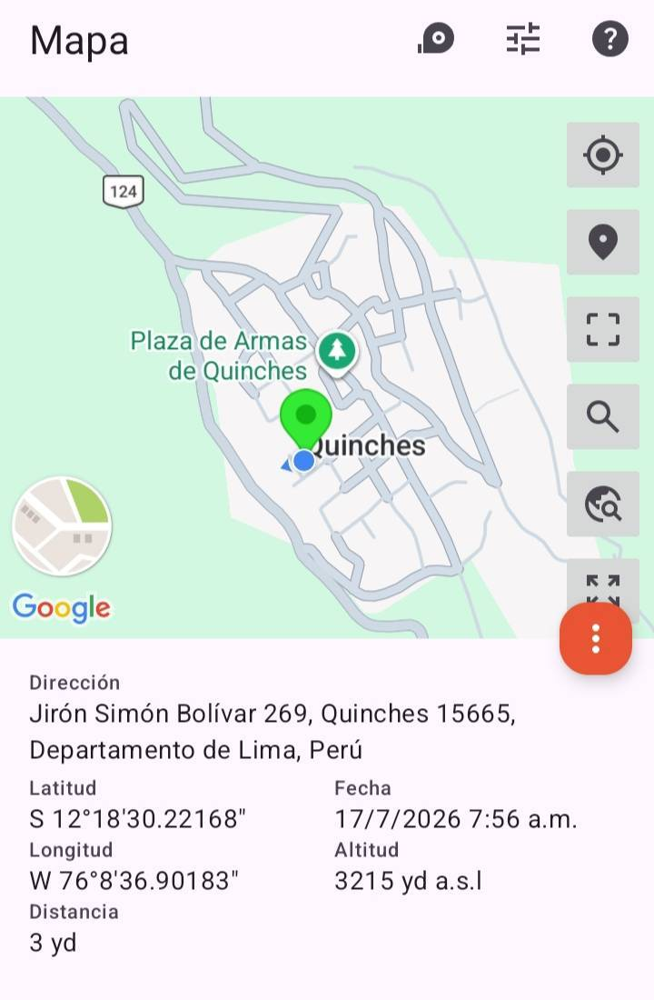 Mapa
124
Plaza de Armas
de Quinches
Quinches
Google
Dirección
Jirón Simón Bolívar 269, Quinches 15665,
Departamento de Lima, Perú
Latitud
S 12°18'30.22168"
Fecha
17/7/2026 7:56 a.m.
Longitud
W 76°8'36.90183"
Altitud
3215 yd a.s.l
Distancia
3 yd